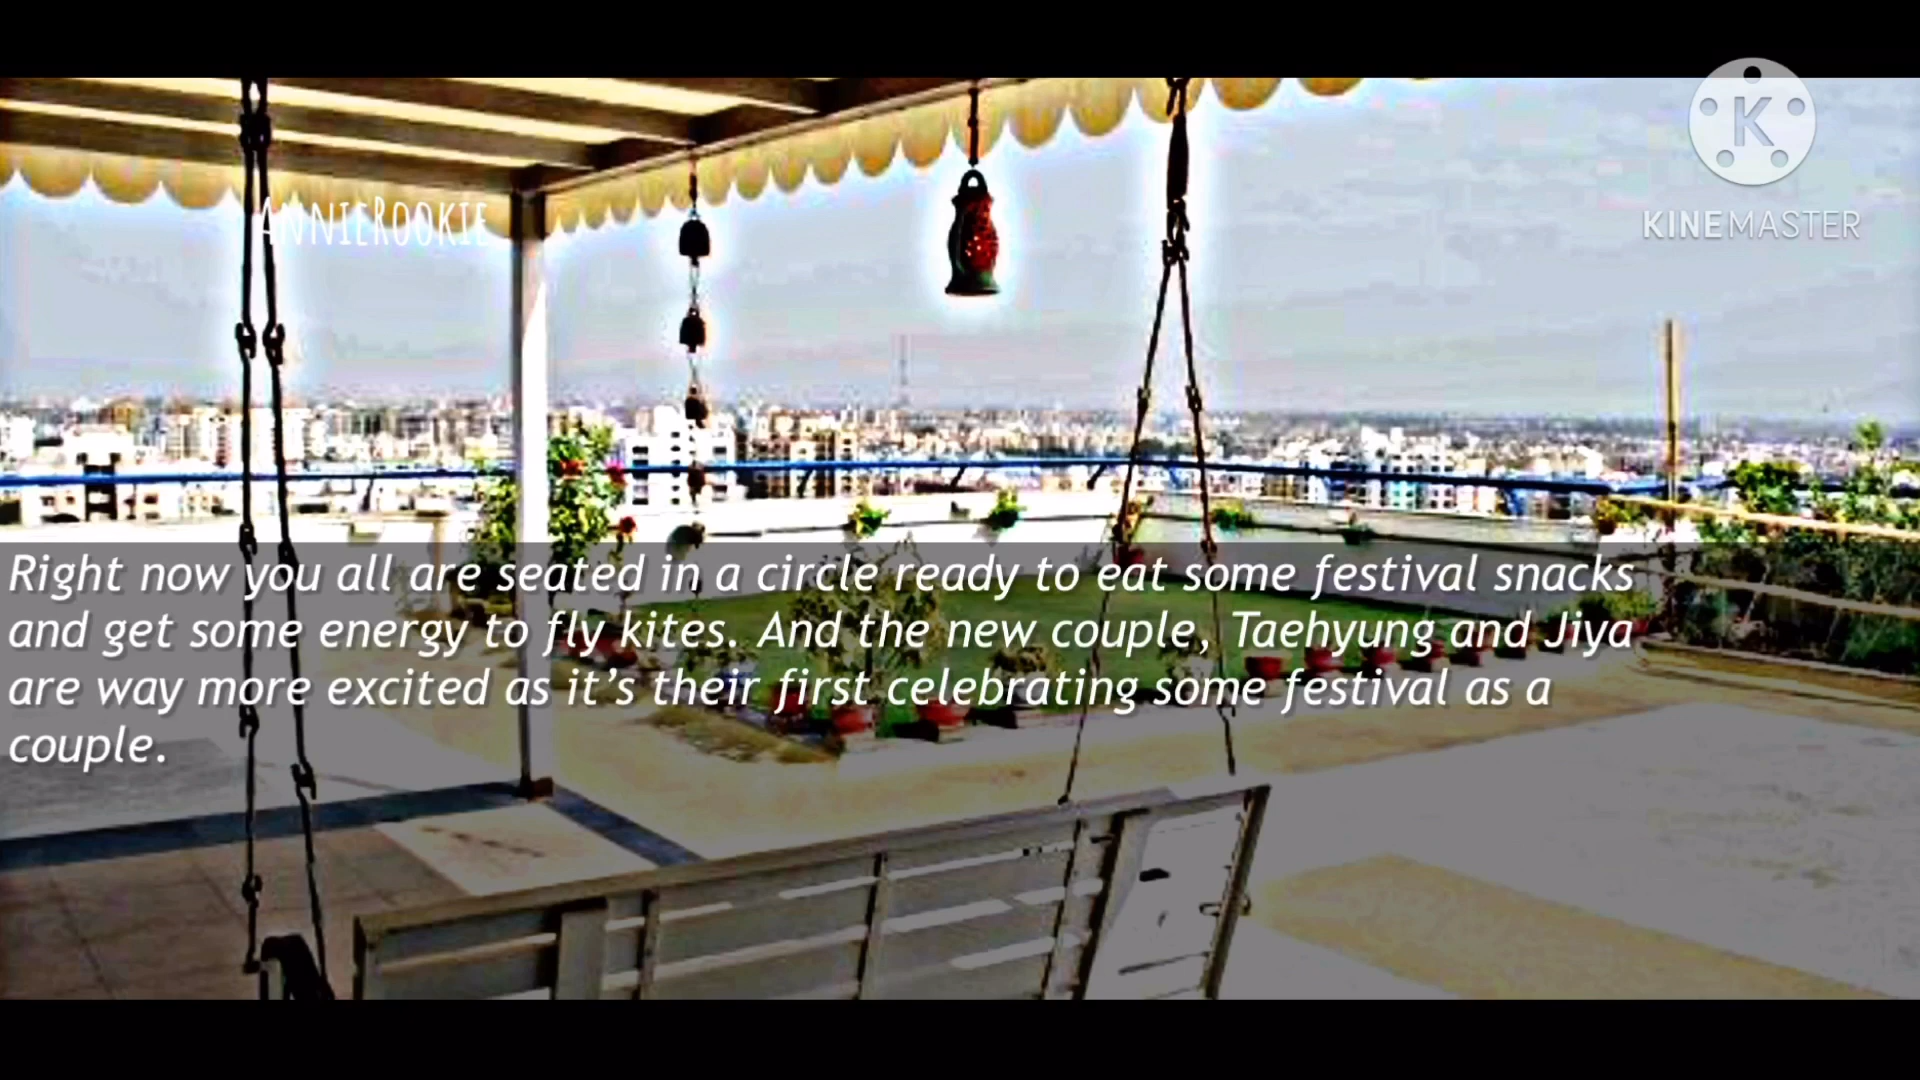 K
KINEMASTER
ANNIEROOKIE
Right now you all are seated in a circle ready to eat some festival snacks
and get some energy to fly kites. And the new couple, Taehyung and Jiya
are way more excited as it’s their first celebrating some festival as a
couple.